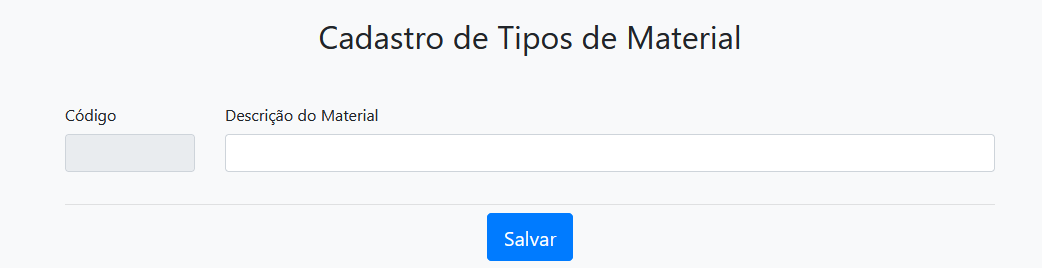 Cadastro de Tipos de Material
Código
Descrição do Material
Salvar